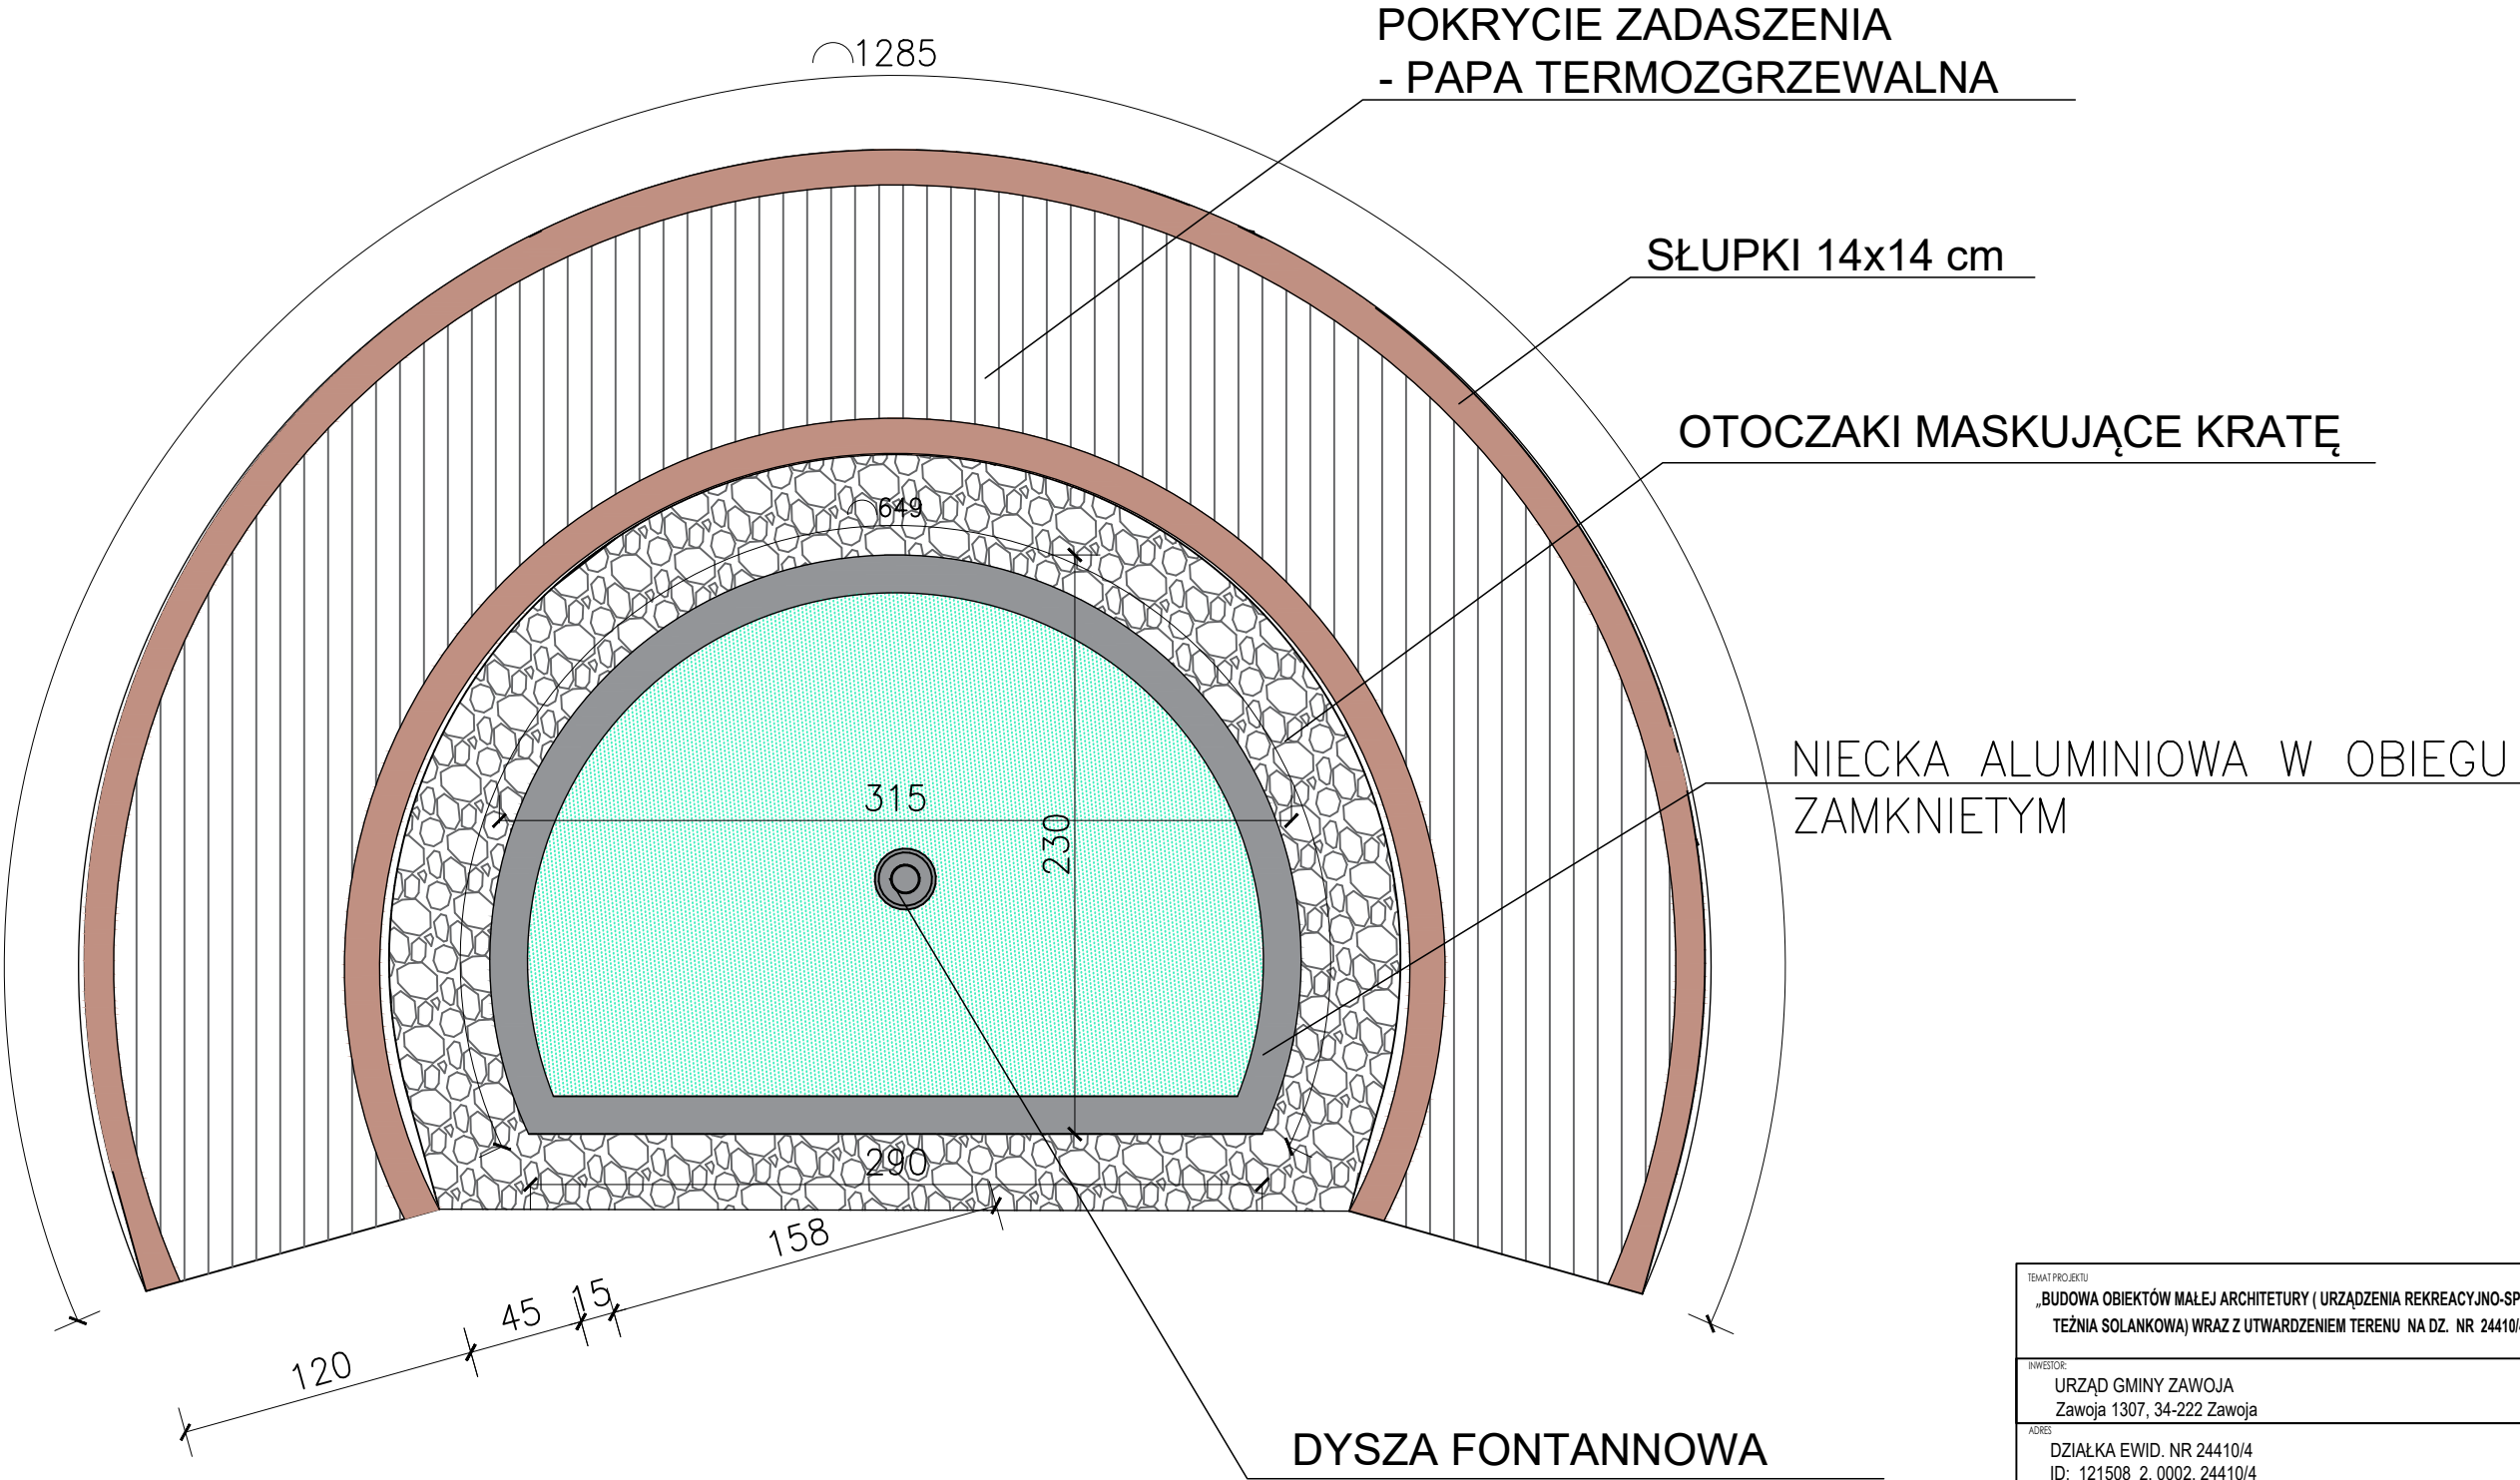 POKRYCIE ZADASZENIA
- PAPA TERMOZGRZEWALNA
1285
SŁUPKI 14x14 cm
OTOCZAKI MASKUJĄCE KRATĘ
649
NIECKA ALUMINIOWA W OBIEGU
ZAMKNIETYM
315
230
290
158
15
45
120
DYSZA FONTANNOWA
TEMAT PROJEKTU
„BUDOWA OBIEKTÓW MAŁEJ ARCHITETURY ( URZĄDZENIA REKREACYJNO-SP
TEŻNIA SOLANKOWA) WRAZ Z UTWARDZENIEM TERENU NA DZ. NR 24410/
INWESTOR:
URZĄD GMINY ZAWOJA
Zawoja 1307, 34-222 Zawoja
ADRES
DZIAŁKA EWID. NR 24410/4
ID: 121508_2. 0002. 24410/4